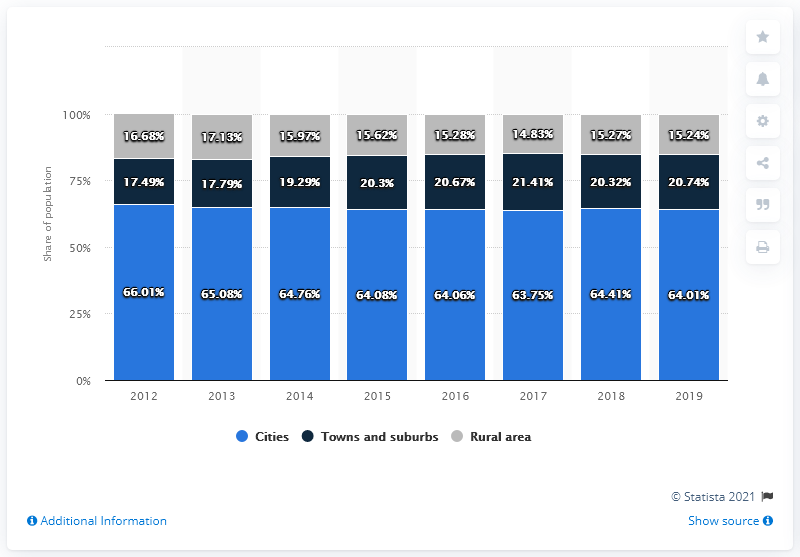 100%
75%
50%
25%
0%
Share of population
16.68% 17.13% 15.97% 15.62% 15.28% 14.83% 15.27% 15.24%
17.49% 17.79% 19.29% 20.3% 20.67% 21.41% 20.32% 20.74%
66.01% 65.08% 64.76% 64.08% 64.06% 63.75% 64.41% 64.01%
2012 2013 2014 2015 2016 2017 2018 2019
Cities Towns and suburbs Rural area
© Statista 2021
Additional Information Show source